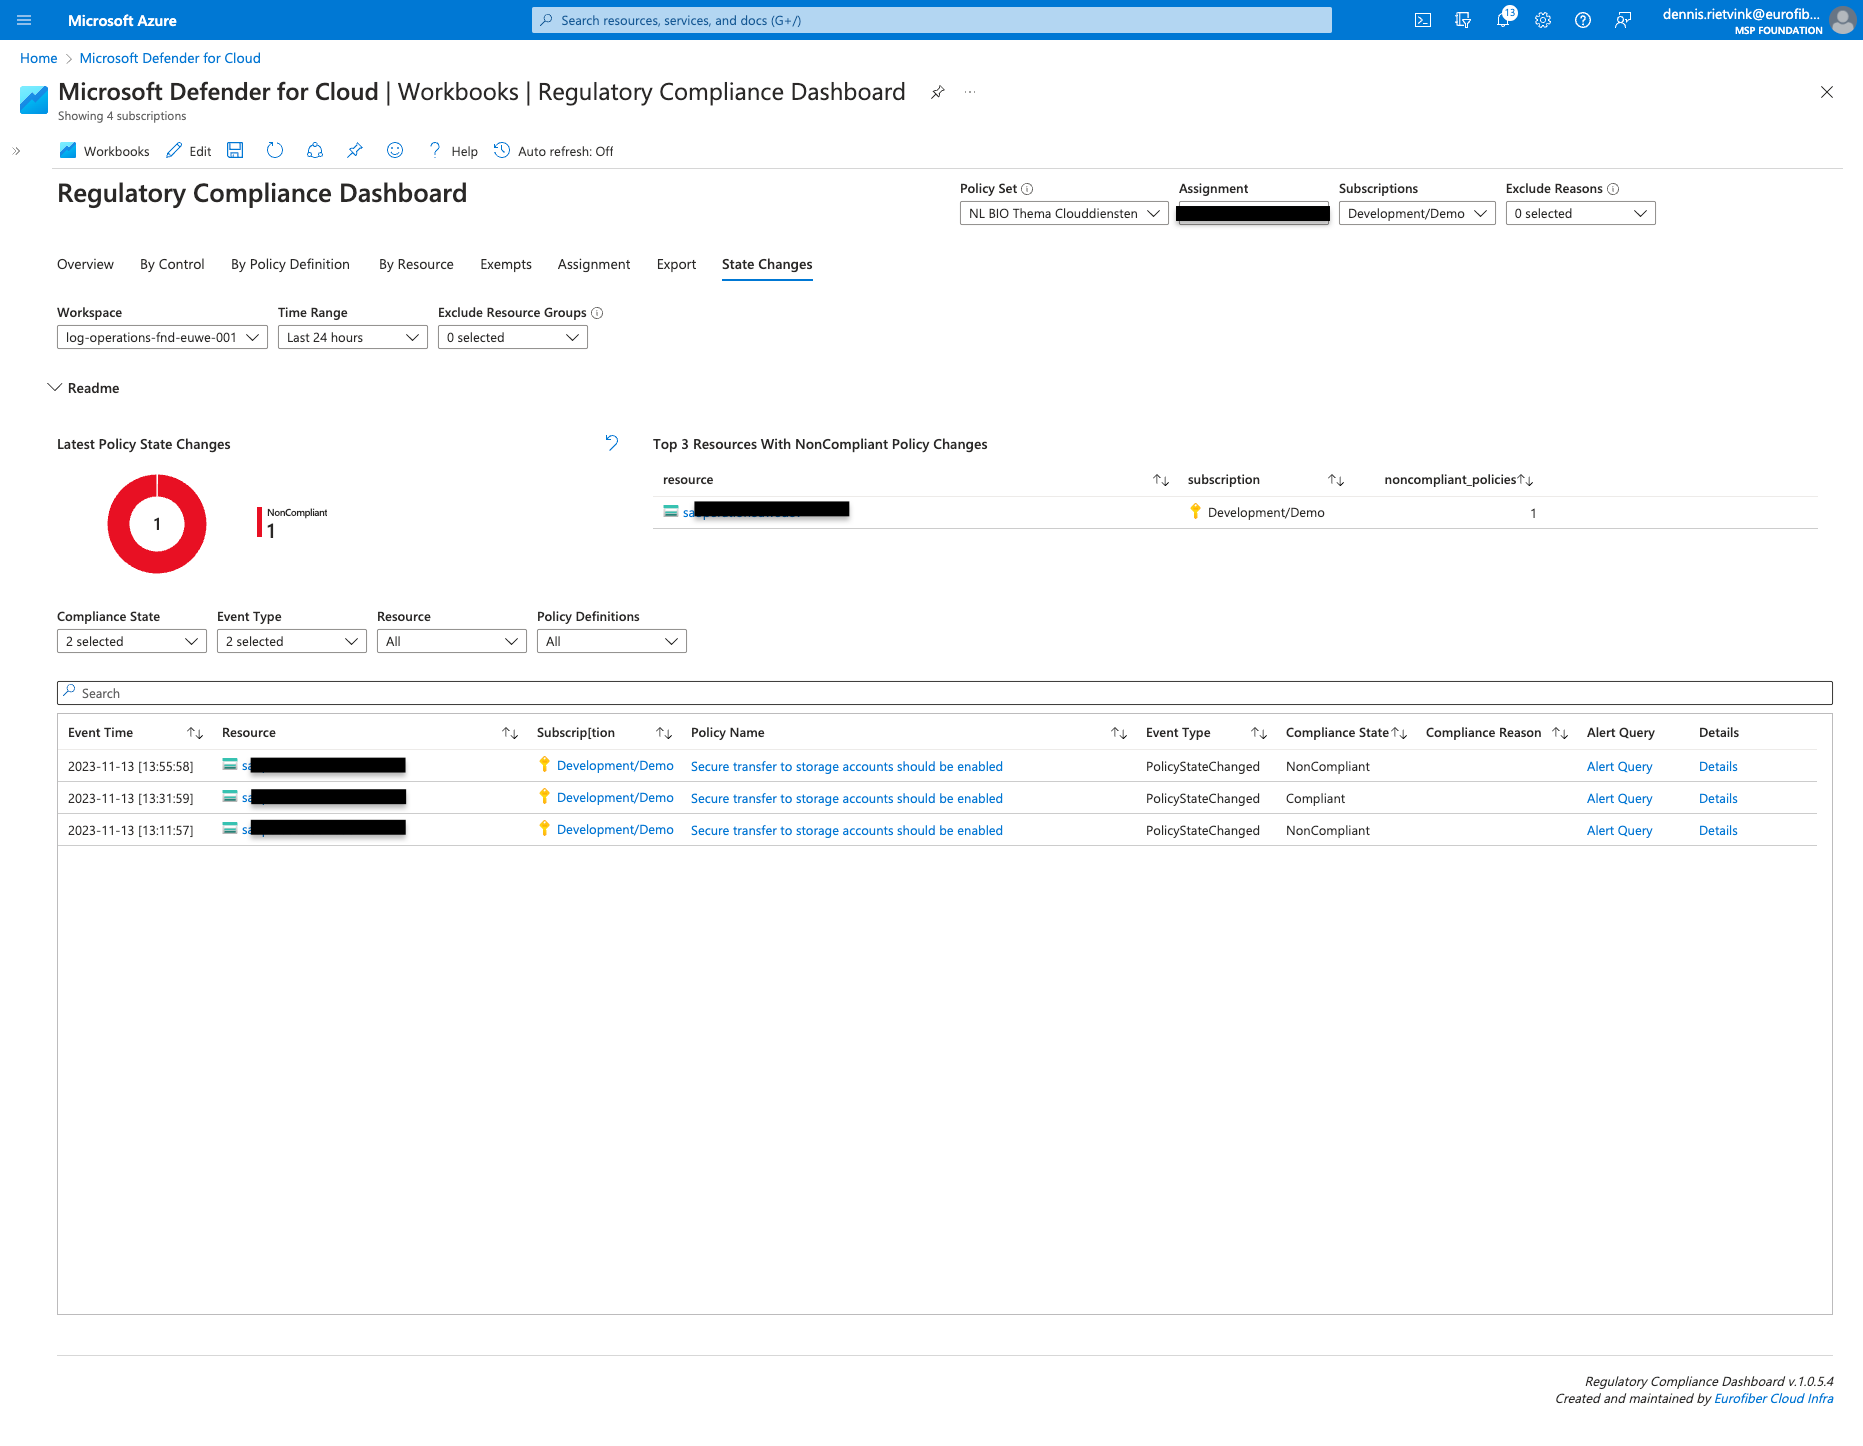 Microsoft Azure
Search resources, services, and docs (G+/)
13
dennis.rietvink@eurofib...
MSP FOUNDATION
Home > Microsoft Defender for Cloud
Microsoft Defender for Cloud | Workbooks | Regulatory Compliance Dashboard
Showing 4 subscriptions
Workbooks Edit Help Auto refresh: Off
Regulatory Compliance Dashboard
Policy Set Assignment Subscriptions Exclude Reasons
NL BIO Thema Clouddiensten Development/Demo 0 selected
Overview By Control By Policy Definition By Resource Exempts Assignment Export State Changes
Workspace Time Range Exclude Resource Groups
log-operations-fnd-euwe-001 Last 24 hours 0 selected
Readme
Latest Policy State Changes
1
NonCompliant
1
Top 3 Resources With NonCompliant Policy Changes
resource subscription noncompliant_policies
Development/Demo 1
Compliance State Event Type Resource Policy Definitions
2 selected 2 selected All All
Search
Event Time Resource Subscrip[tion Policy Name Event Type Compliance State Compliance Reason Alert Query Details
2023-11-13 [13:55:58] Development/Demo Secure transfer to storage accounts should be enabled PolicyStateChanged NonCompliant Alert Query Details
2023-11-13 [13:31:59] Development/Demo Secure transfer to storage accounts should be enabled PolicyStateChanged Compliant Alert Query Details
2023-11-13 [13:11:57] Development/Demo Secure transfer to storage accounts should be enabled PolicyStateChanged NonCompliant Alert Query Details
Regulatory Compliance Dashboard v.1.0.5.4
Created and maintained by Eurofiber Cloud Infra